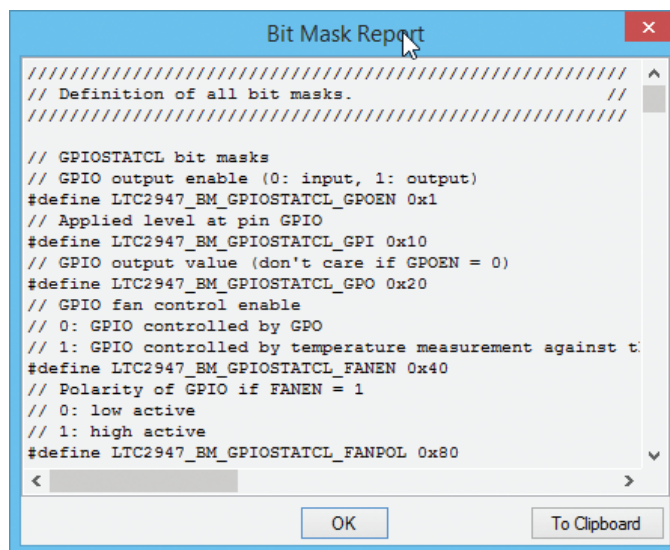 Bit Mask Report
/////////////////////////////////////////////////////////
// Definition of all bit masks. //
/////////////////////////////////////////////////////////
// GPIOSTATCL bit masks
// GPIO output enable (0: input, 1: output)
#define LTC2947_BM_GPIOSTATCL_GPOEN 0x1
// Applied level at pin GPIO
#define LTC2947_BM_GPIOSTATCL_GPI 0x10
// GPIO output value (don't care if GPOEN = 0)
#define LTC2947_BM_GPIOSTATCL_GPO 0x20
// GPIO fan control enable
// 0: GPIO controlled by GPO
// 1: GPIO controlled by temperature measurement against
#define LTC2947_BM_GPIOSTATCL_FANEN 0x40
// Polarity of GPIO if FANEN = 1
// 0: low active
// 1: high active
#define LTC2947_BM_GPIOSTATCL_FANPOL 0x80
OK
To Clipboard